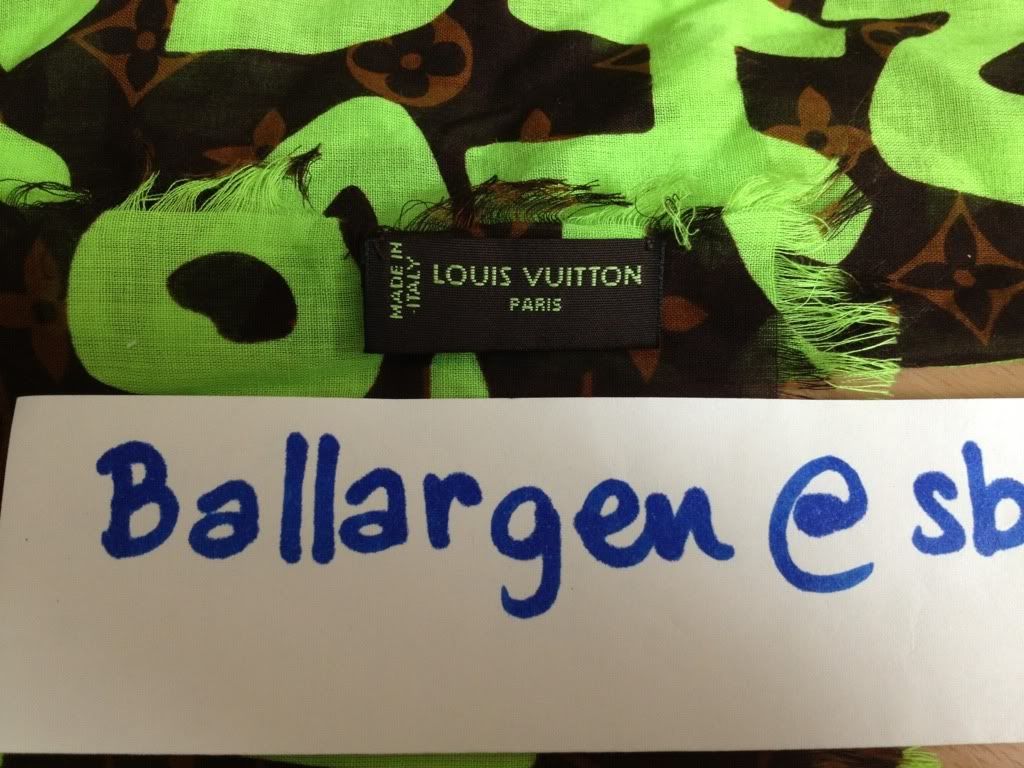 MADE IN
ITALY
LOUIS VUITTON
PARIS
Ballargen @ sb